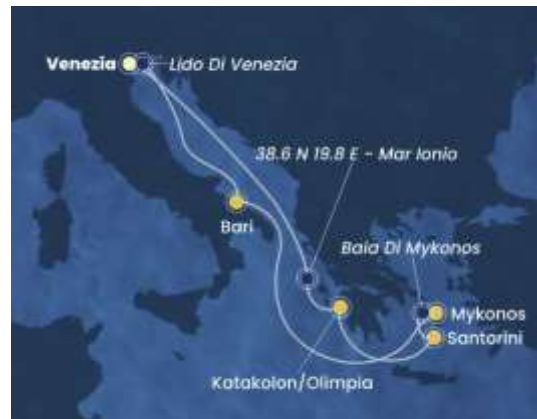 Venezia
Lido Di Venezia
38.6 N 19.8 E - Mar Ionio
Bari
Baia Di Mykonos
Mykonos
Santorini
Katakolon/Olimpia